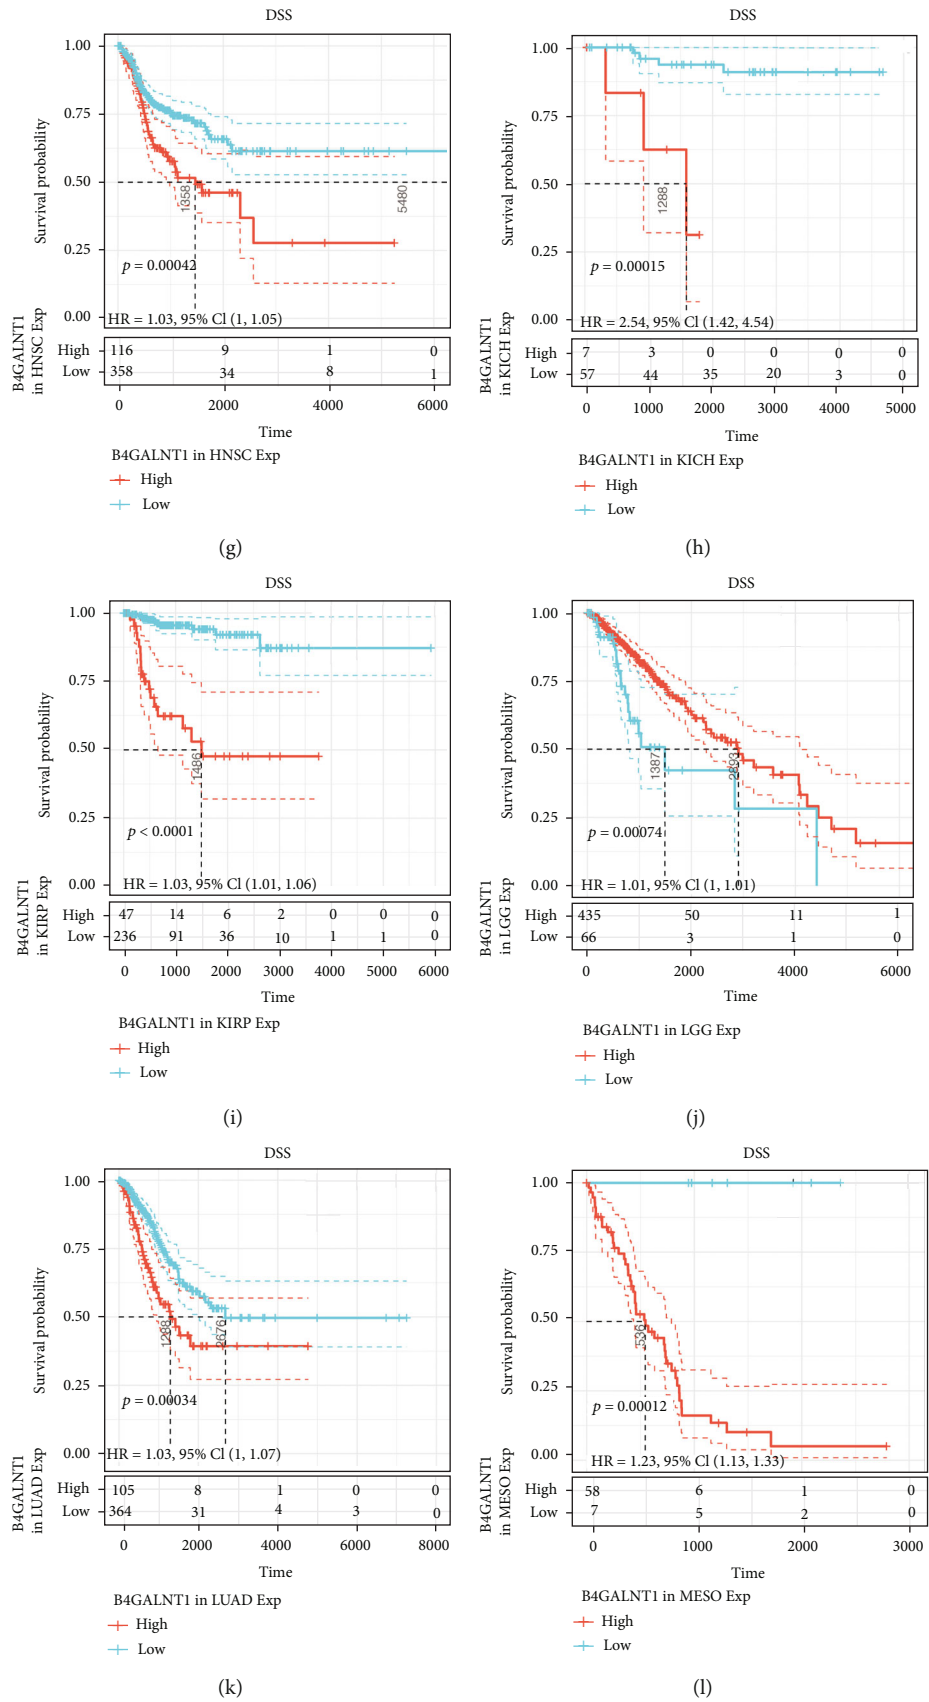 DSS
1.00
0.75
0.50
0.25
0.00
Survival probability
1358
5480
p = 0.00042
HR = 1.03, 95% Cl (1, 1.05)
B4GALNT1
in HNSC Exp
High 116 9 1 0
Low 358 34 8 1
0 2000 4000 6000
Time
B4GALNT1 in HNSC Exp
High
Low
(g)
DSS
1.00
0.75
0.50
0.25
0.00
Survival probability
1288
p = 0.00015
HR = 2.54, 95% Cl (1.42, 4.54)
B4GALNT1
in KICH Exp
High 7 3 0 0 0 0
Low 57 44 35 20 3 0
0 1000 2000 3000 4000 5000
Time
B4GALNT1 in KICH Exp
High
Low
(h)
DSS
1.00
0.75
0.50
0.25
0.00
Survival probability
1486
p < 0.0001
HR = 1.03, 95% Cl (1.01, 1.06)
B4GALNT1
in KIRP Exp
High 47 14 6 2 0 0 0
Low 236 91 36 10 1 1 0
0 1000 2000 3000 4000 5000 6000
Time
B4GALNT1 in KIRP Exp
High
Low
(i)
DSS
1.00
0.75
0.50
0.25
0.00
Survival probability
1387
2893
p = 0.00074
HR = 1.01, 95% Cl (1, 1.01)
B4GALNT1
in LGG Exp
High 435 50 11 1
Low 66 3 1 0
0 2000 4000 6000
Time
B4GALNT1 in LGG Exp
High
Low
(j)
DSS
1.00
0.75
0.50
0.25
0.00
Survival probability
1288
2676
p = 0.00034
HR = 1.03, 95% Cl (1, 1.07)
B4GALNT1
in LUAD Exp
High 105 8 1 0 0
Low 364 31 4 3 0
0 2000 4000 6000 8000
Time
B4GALNT1 in LUAD Exp
High
Low
(k)
DSS
1.00
0.75
0.50
0.25
0.00
Survival probability
536
p = 0.00012
HR = 1.23, 95% Cl (1.13, 1.33)
B4GALNT1
in MESO Exp
High 58 6 1 0
Low 7 5 2 0
0 1000 2000 3000
Time
B4GALNT1 in MESO Exp
High
Low
(l)